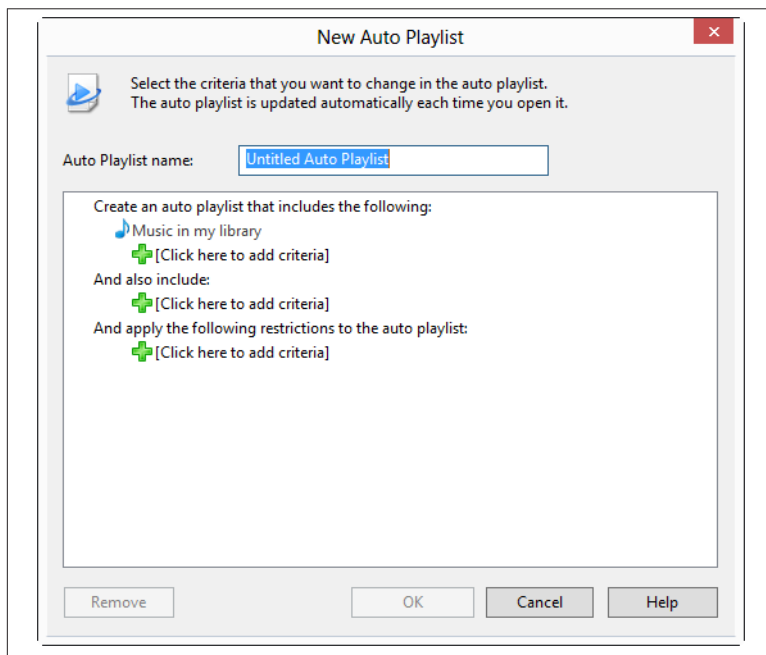 New Auto Playlist
Select the criteria that you want to change in the auto playlist.
The auto playlist is updated automatically each time you open it.
Auto Playlist name: Untitled Auto Playlist
Create an auto playlist that includes the following:
Music in my library
[Click here to add criteria]
And also include:
[Click here to add criteria]
And apply the following restrictions to the auto playlist:
[Click here to add criteria]
Remove OK Cancel Help